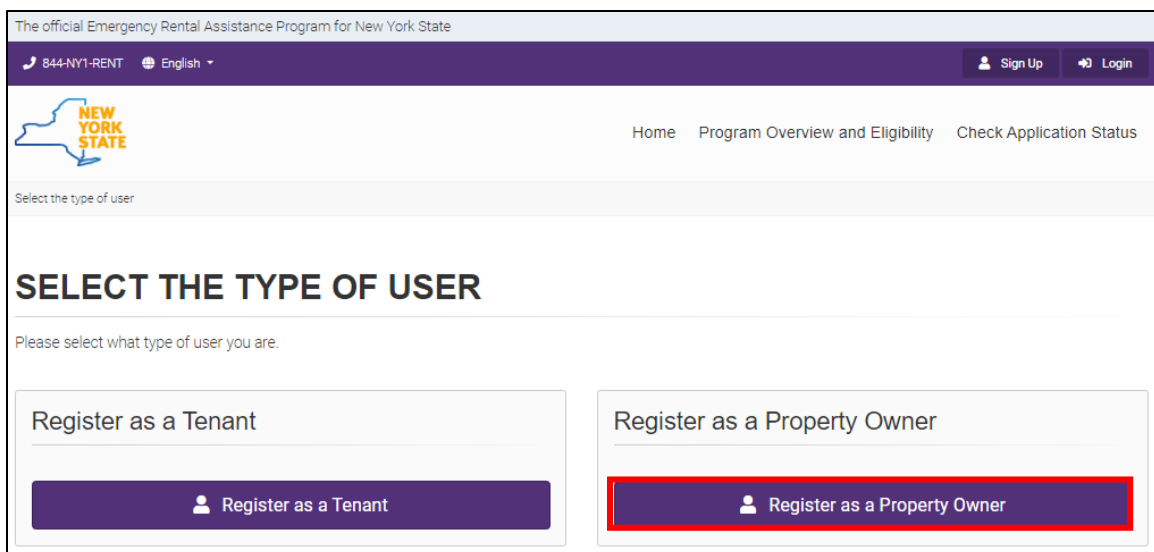 The official Emergency Rental Assistance Program for New York State
844-NY1-RENT English Sign Up Login
NEW
YORK
STATE
Home Program Overview and Eligibility Check Application Status
Select the type of user
SELECT THE TYPE OF USER
Please select what type of user you are.
Register as a Tenant
Register as a Tenant
Register as a Property Owner
Register as a Property Owner